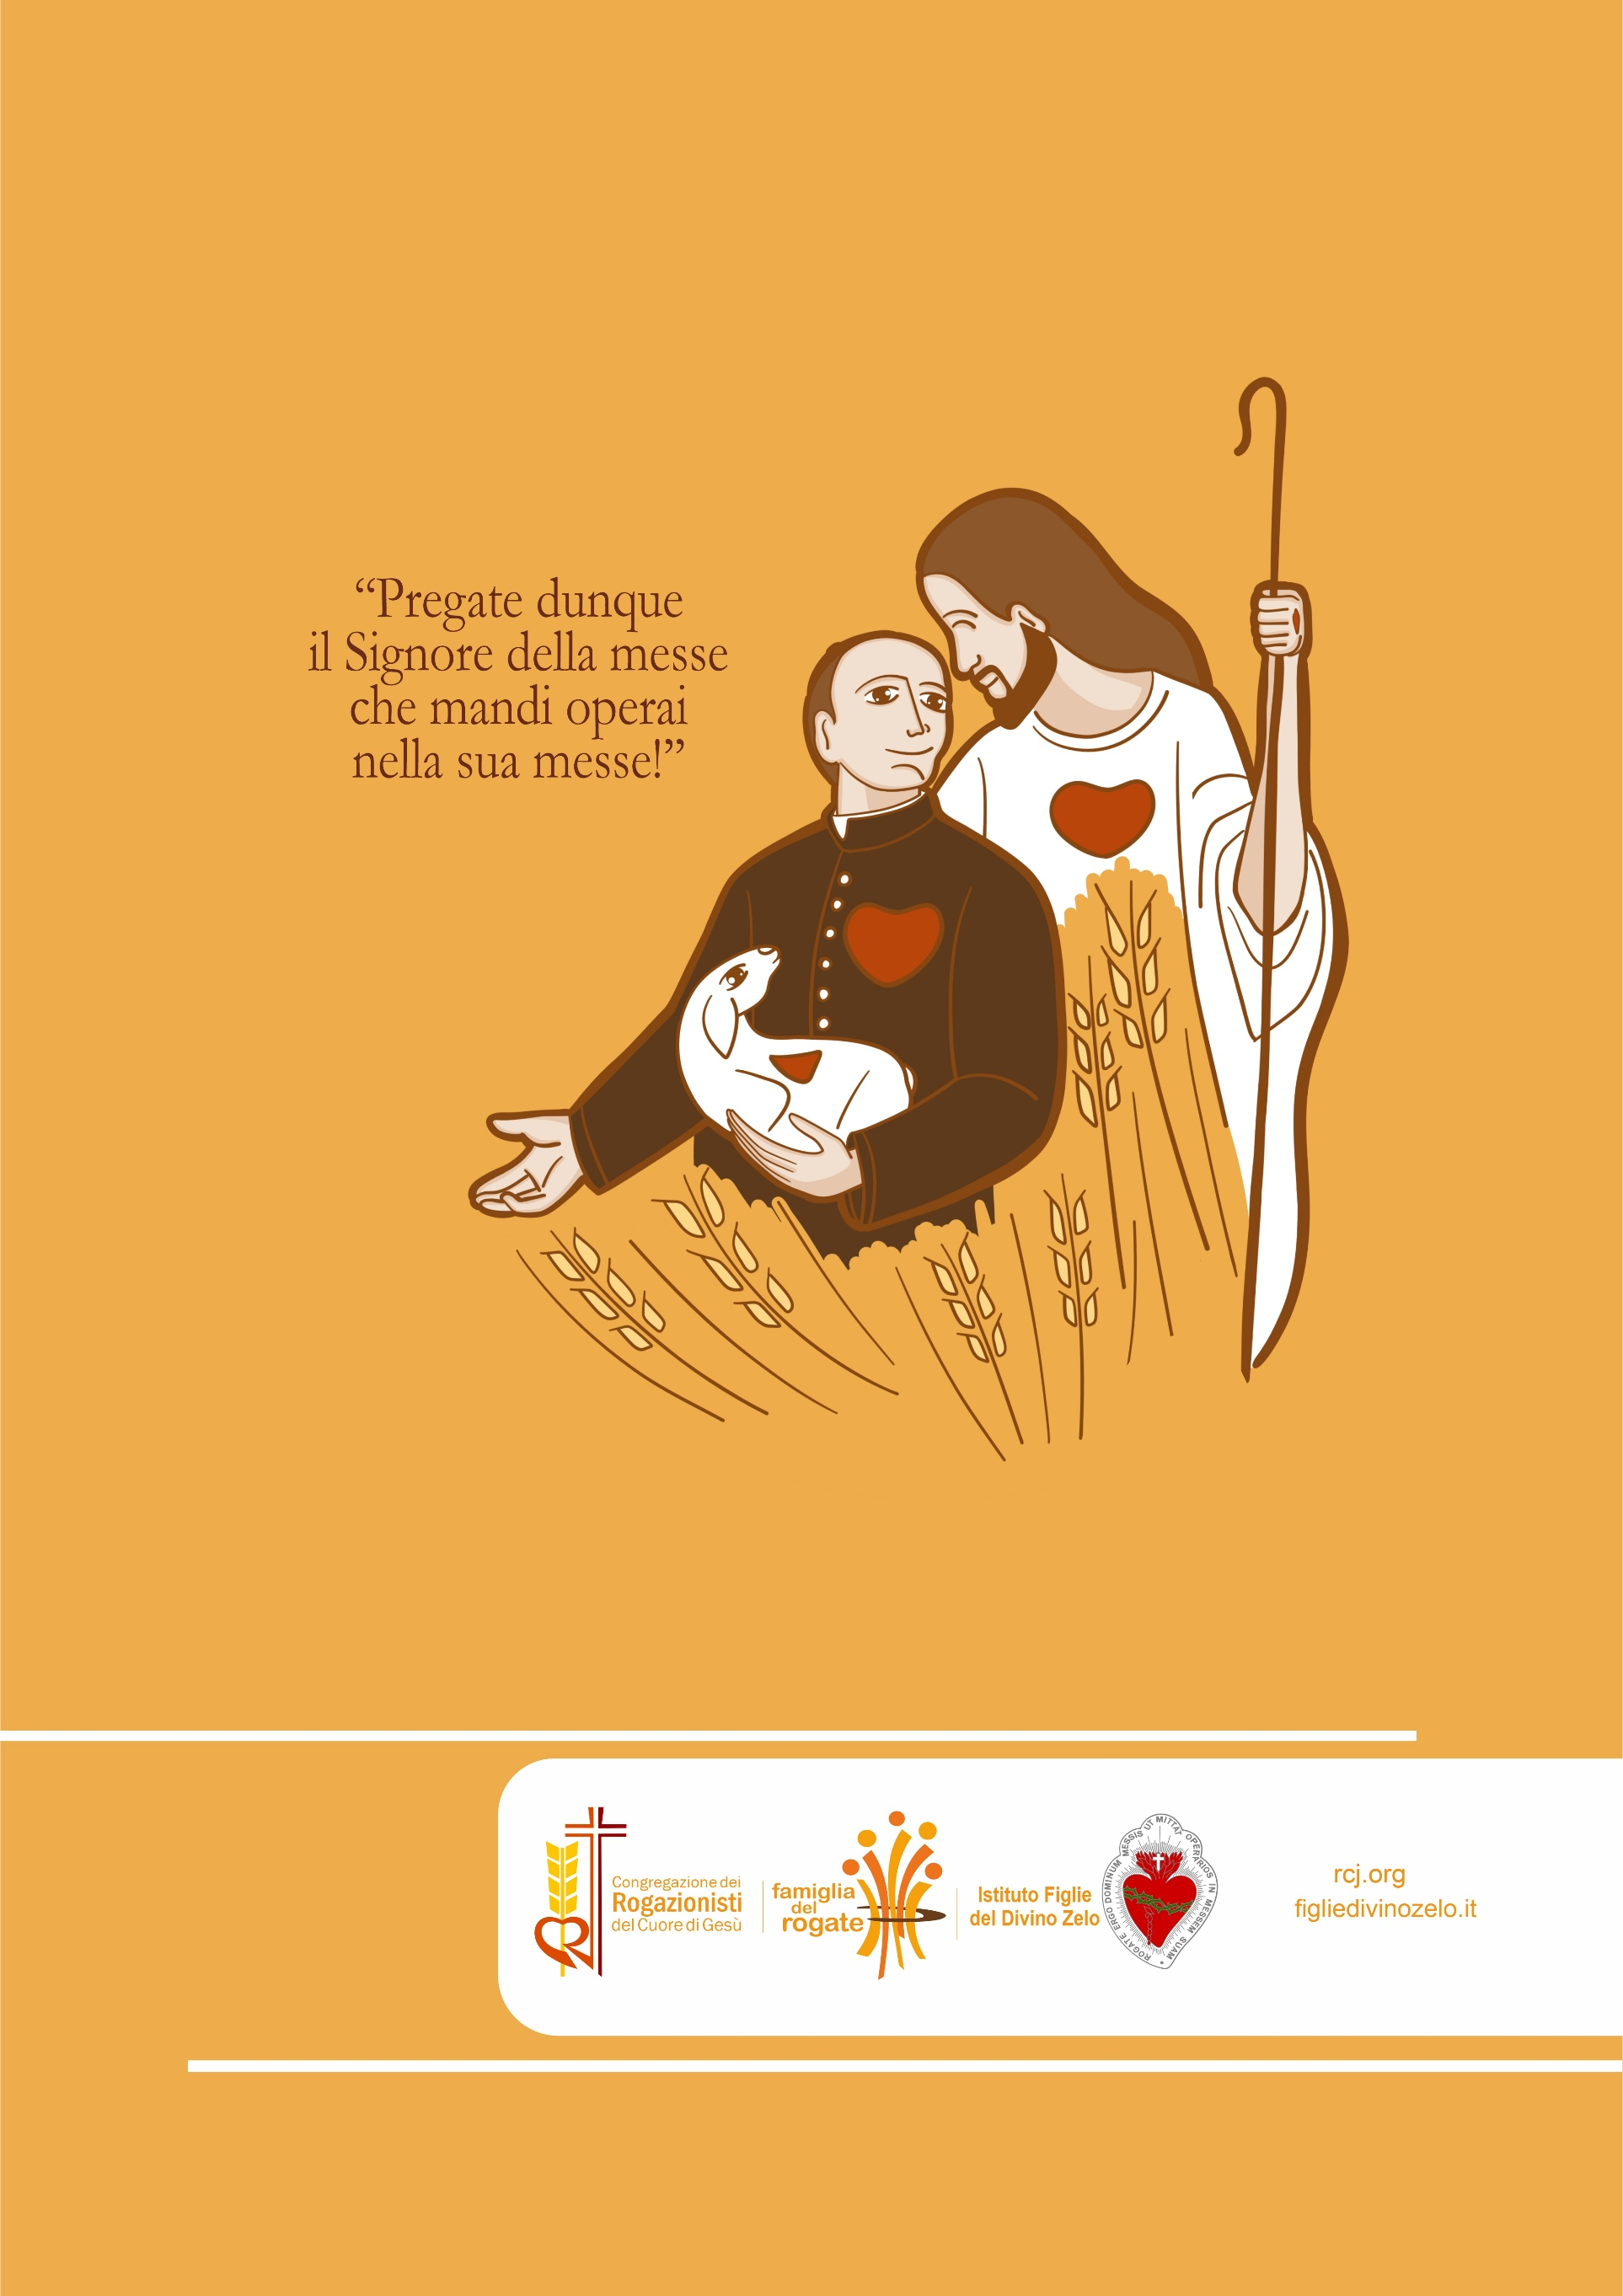 “Pregate dunque
il Signore della messe
che mandi operai
nella sua messe!”
Congregazione dei
Rogazionisti
del Cuore di Gesù
famiglia
del
rogate
Istituto Figlie
del Divino Zelo
ROGATE ERGO DOMINUM MESSIS UT MITTAT OPERARIOS IN MESSEM SUAM
rcj.org
figliedivinozelo.it